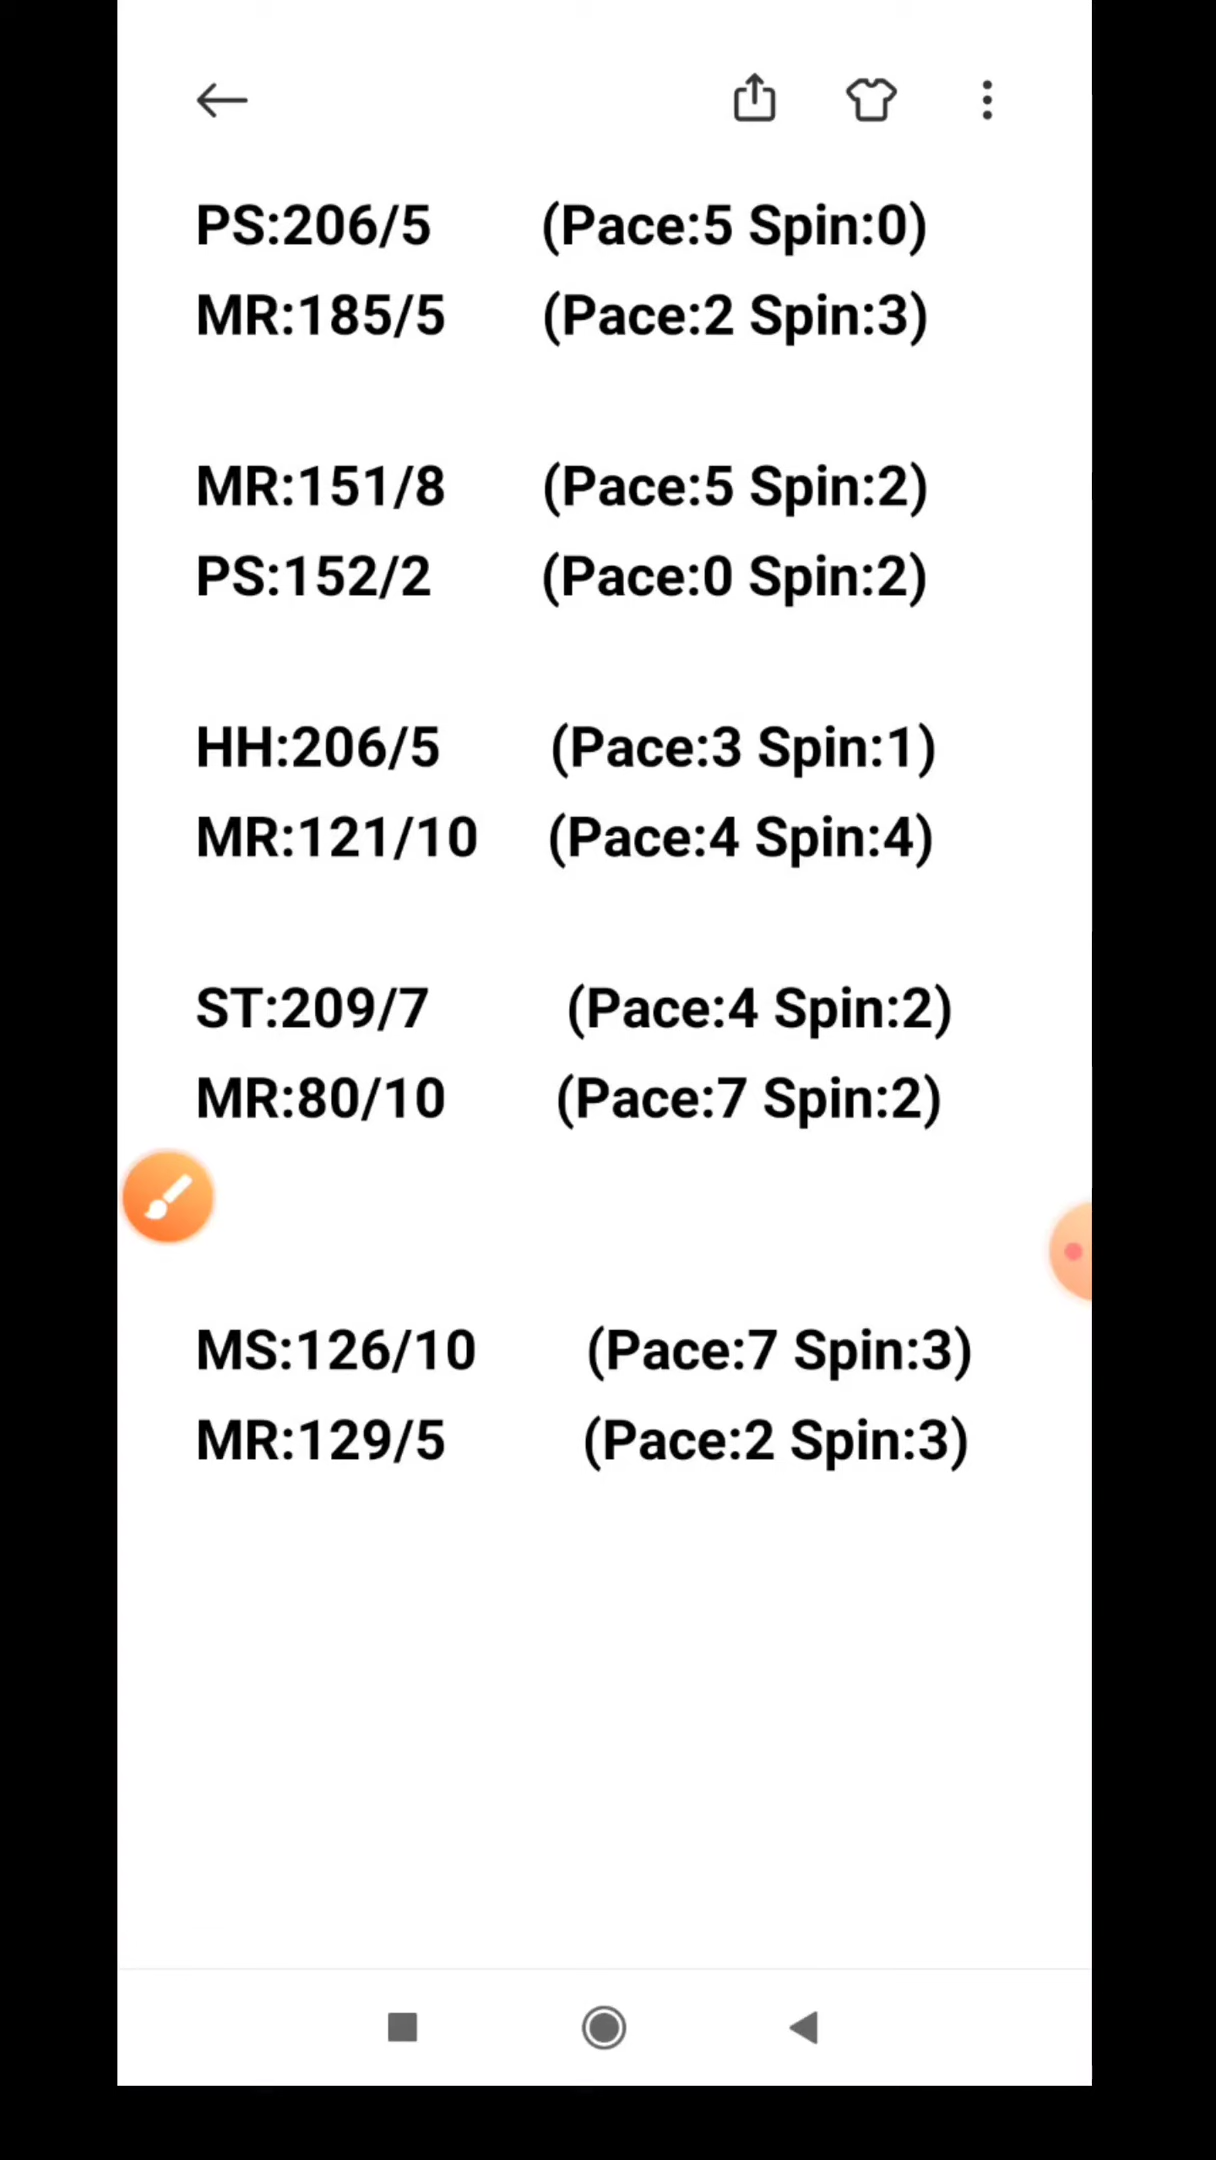 PS:206/5 (Pace:5 Spin:0)
MR:185/5 (Pace:2 Spin:3)
MR:151/8 (Pace:5 Spin:2)
PS:152/2 (Pace:0 Spin:2)
HH:206/5 (Pace:3 Spin:1)
MR:121/10 (Pace:4 Spin:4)
ST:209/7 (Pace:4 Spin:2)
MR:80/10 (Pace:7 Spin:2)
MS:126/10 (Pace:7 Spin:3)
MR:129/5 (Pace:2 Spin:3)